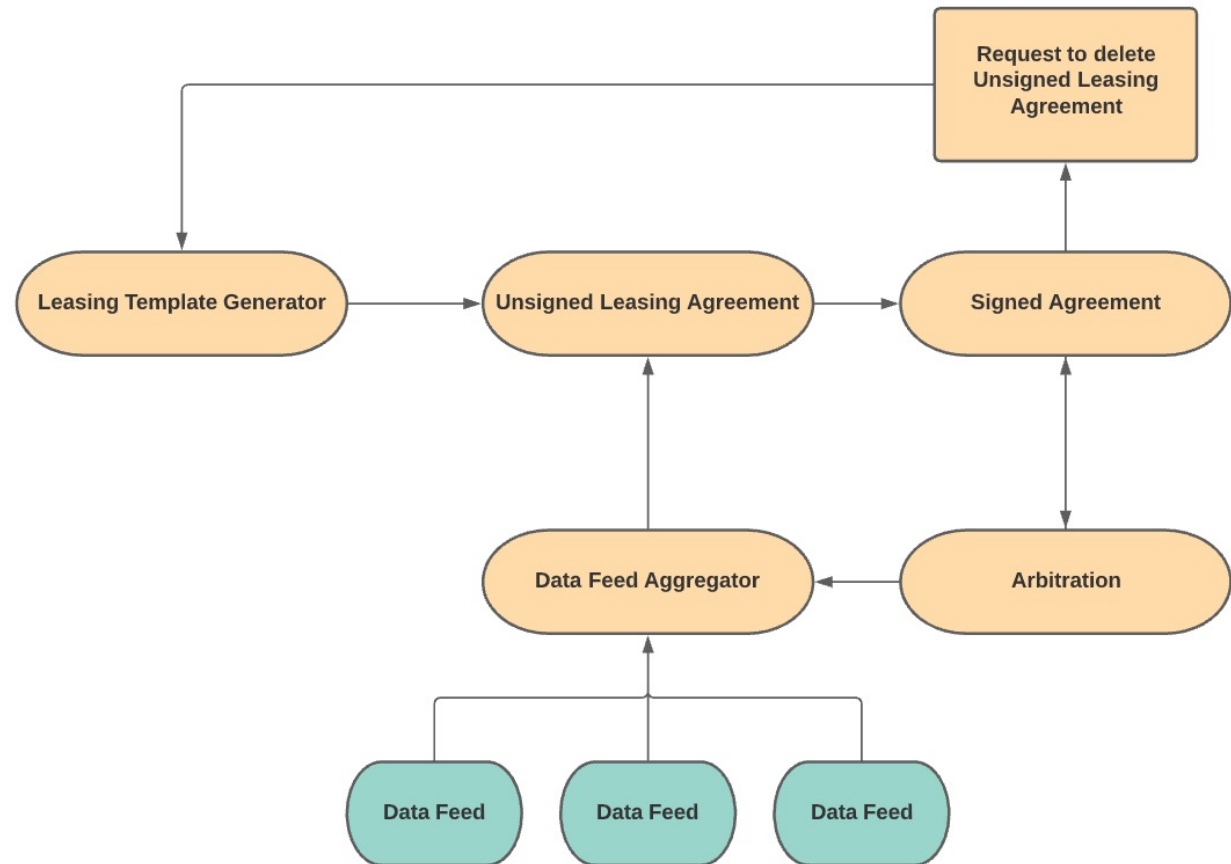 Request to delete
Unsigned Leasing
Agreement
Leasing Template Generator
Unsigned Leasing Agreement
Signed Agreement
Data Feed Aggregator
Arbitration
Data Feed
Data Feed
Data Feed